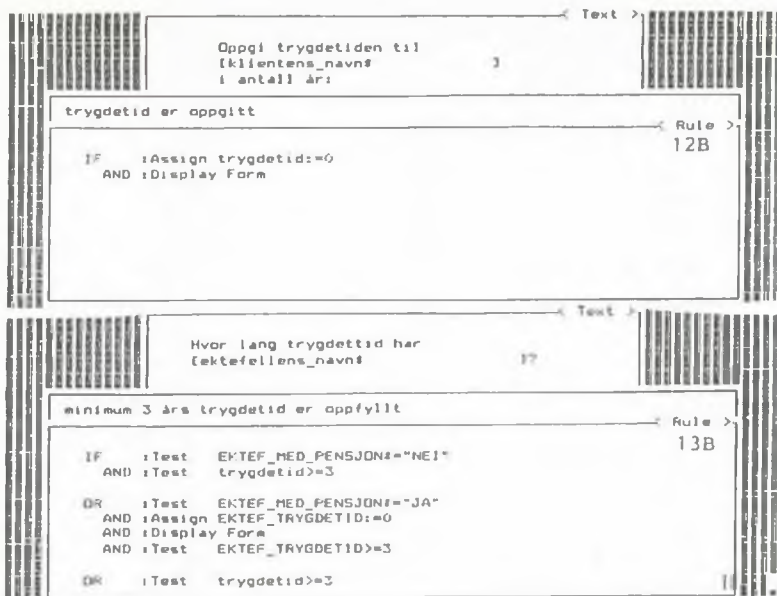 < Text >
Oppgi trygdetiden til
[klientens_navn$ ]
i antall år:
trygdetid er oppgitt
< Rule >
12B
IF :Assign trygdetid:=0
AND :Display Form
< Text >
Hvor lang trygdettid har
[ektefellens_navn$ ]?
minimum 3 års trygdetid er oppfyllt
< Rule >
13B
IF :Test EKTEF_MED_PENSJON$="NEI"
AND :Test trygdetid>=3
OR :Test EKTEF_MED_PENSJON$="JA"
AND :Assign EKTEF_TRYGDETID:=0
AND :Display Form
AND :Test EKTEF_TRYGDETID>=3
OR :Test trygdetid>=3